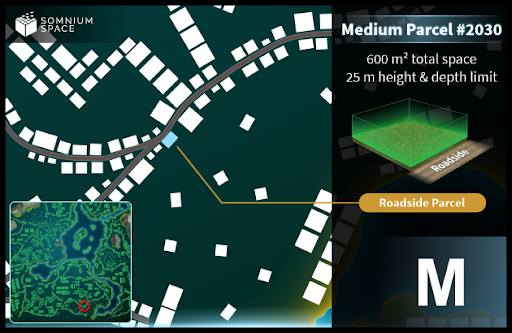 SOMNIUM
SPACE
Medium Parcel #2030
600 m² total space
25 m height & depth limit
Roadside
Roadside Parcel
M